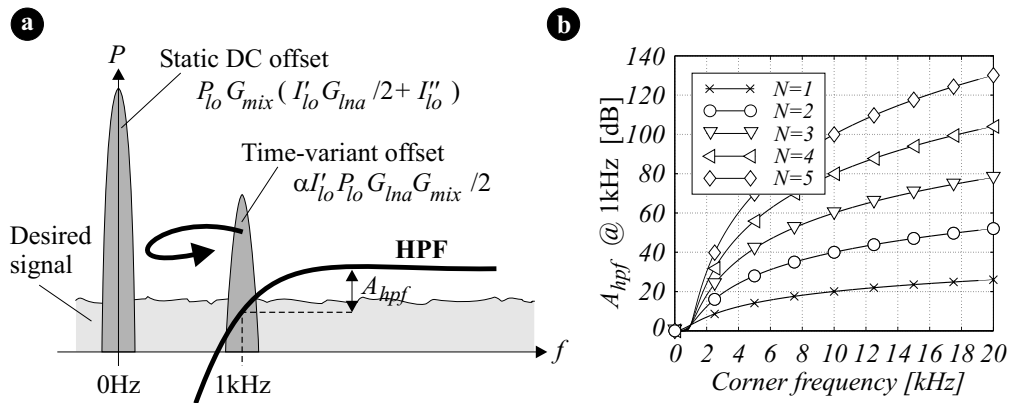 a
P
Static DC offset
P_lo G_mix ( I'_lo G_lna /2 + I''_lo )
Time-variant offset
αI'_lo P_lo G_lna G_mix /2
Desired
signal
HPF
A_hpf
f
0Hz
1kHz
b
A_hpf @ 1kHz [dB]
140
120
100
80
60
40
20
0
N=1
N=2
N=3
N=4
N=5
0 2 4 6 8 10 12 14 16 18 20
Corner frequency [kHz]